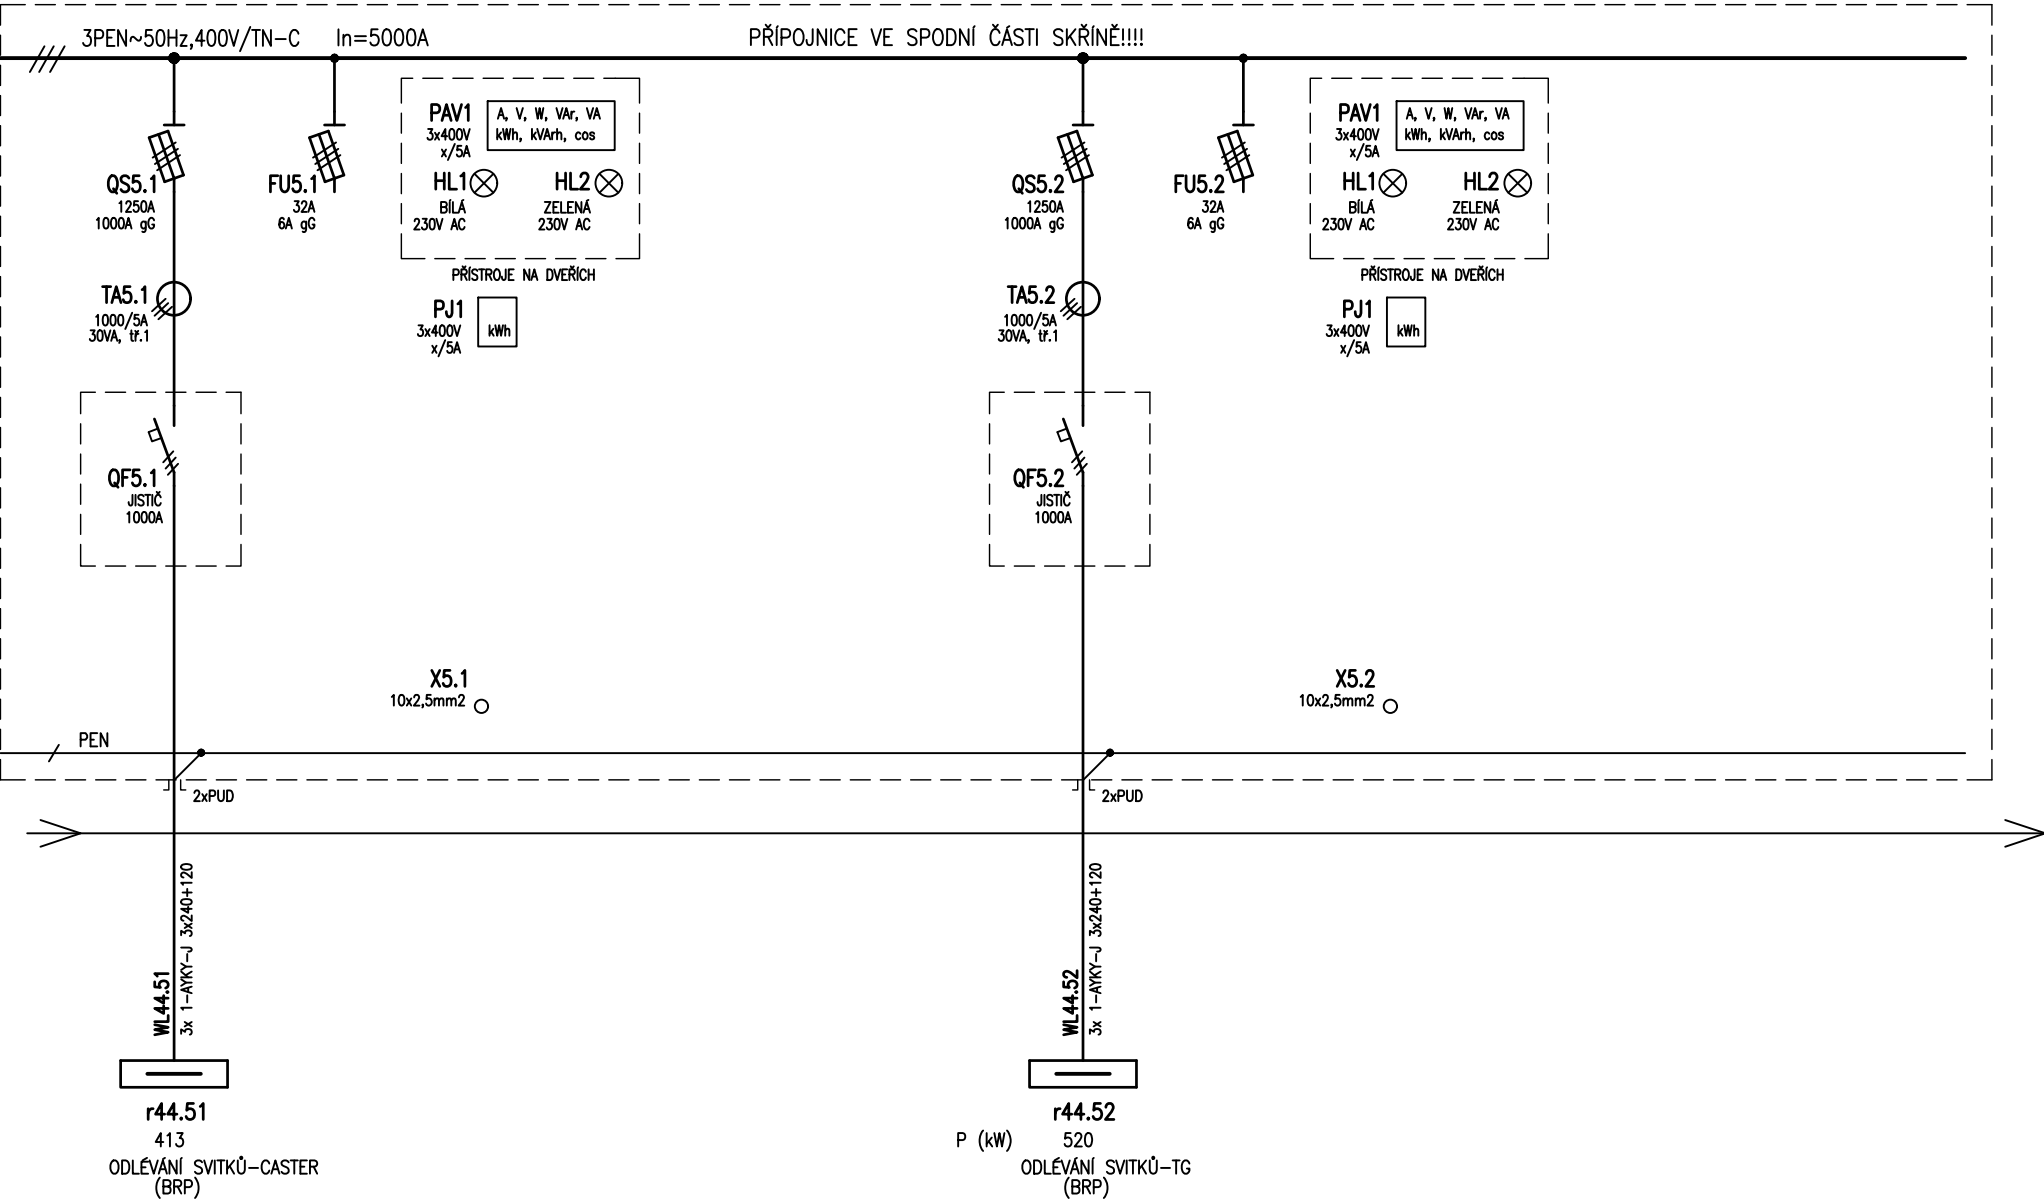 3PEN~50Hz,400V/TN-C In=5000A
PŘÍPOJNICE VE SPODNÍ ČÁSTI SKŘÍNĚ!!!!
QS5.1
1250A
1000A gG
FU5.1
32A
6A gG
PAV1
3x400V
x/5A
A, V, W, VAr, VA
kWh, kVArh, cos
HL1
BÍLÁ
230V AC
HL2
ZELENÁ
230V AC
PŘÍSTROJE NA DVEŘÍCH
TA5.1
1000/5A
30VA, tř.1
PJ1
3x400V
x/5A
kWh
QF5.1
JISTIČ
1000A
X5.1
10x2,5mm2
QS5.2
1250A
1000A gG
FU5.2
32A
6A gG
PAV1
3x400V
x/5A
A, V, W, VAr, VA
kWh, kVArh, cos
HL1
BÍLÁ
230V AC
HL2
ZELENÁ
230V AC
PŘÍSTROJE NA DVEŘÍCH
TA5.2
1000/5A
30VA, tř.1
PJ1
3x400V
x/5A
kWh
QF5.2
JISTIČ
1000A
X5.2
10x2,5mm2
PEN
2xPUD
2xPUD
WL44.51
3x 1-AYKY-J 3x240+120
WL44.52
3x 1-AYKY-J 3x240+120
r44.51
413
ODLÉVÁNÍ SVITKŮ-CASTER
(BRP)
r44.52
P (kW) 520
ODLÉVÁNÍ SVITKŮ-TG
(BRP)